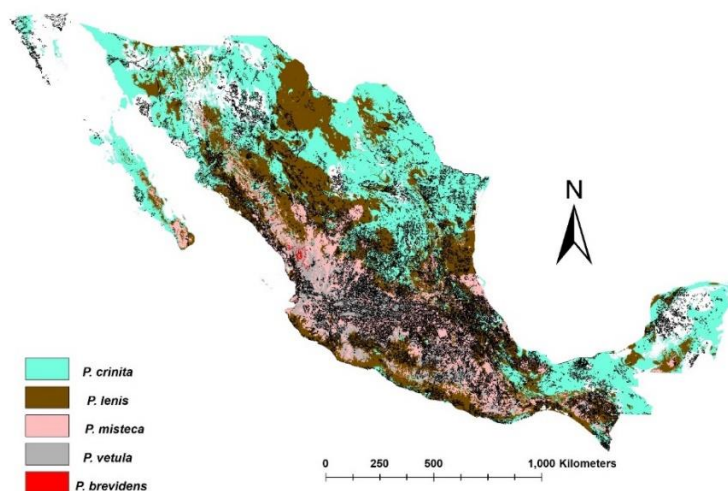 N
P. crinita
P. lenis
P. misteca
P. vetula
P. brevidens
0 250 500 1,000 Kilometers